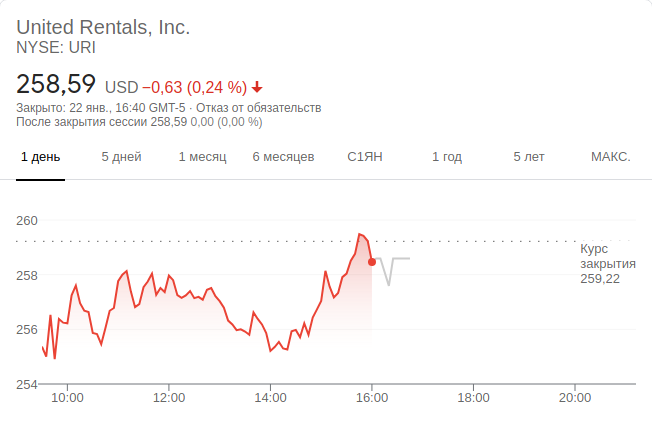 United Rentals, Inc.
NYSE: URI
258,59 USD −0,63 (0,24 %)
Закрыто: 22 янв., 16:40 GMT-5 · Отказ от обязательств
После закрытия сессии 258,59 0,00 (0,00 %)
1 день 5 дней 1 месяц 6 месяцев С1ЯН 1 год 5 лет МАКС.
260
Курс
258 закрытия
259,22
256
254
10:00 12:00 14:00 16:00 18:00 20:00